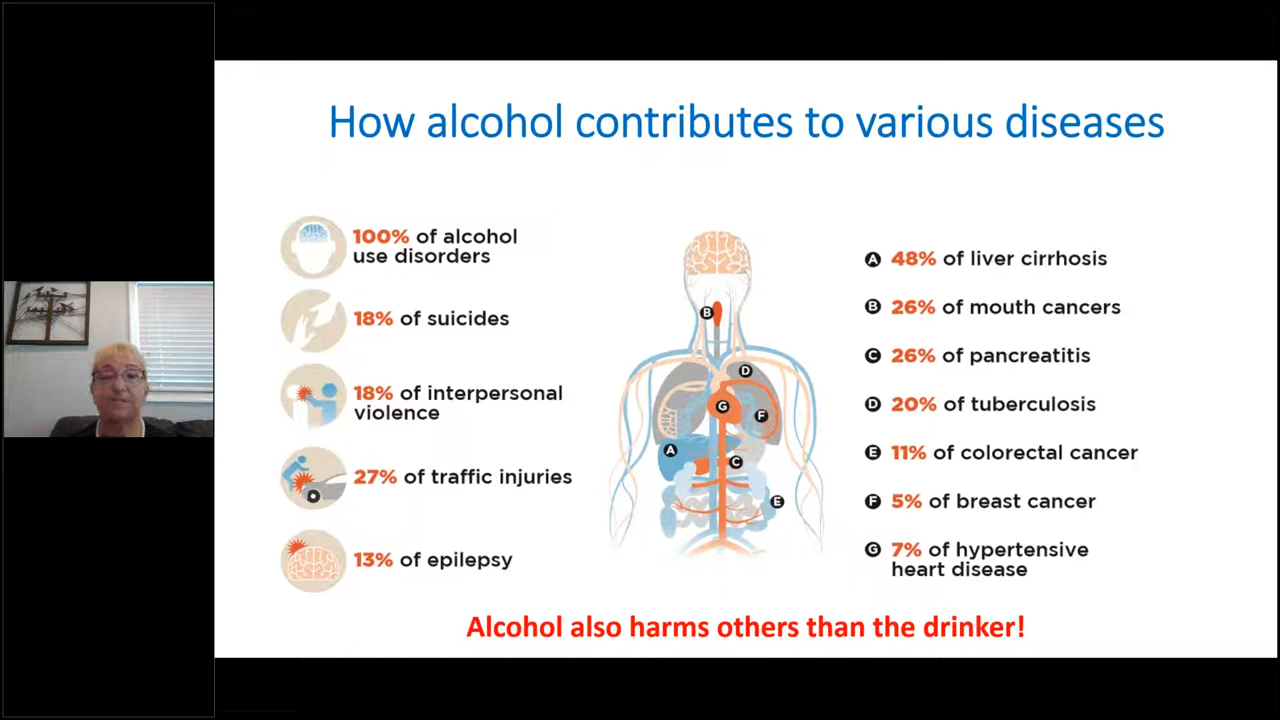 How alcohol contributes to various diseases
100% of alcohol
use disorders
18% of suicides
18% of interpersonal
violence
27% of traffic injuries
13% of epilepsy
B
D
G
F
A
C
E
A 48% of liver cirrhosis
B 26% of mouth cancers
C 26% of pancreatitis
D 20% of tuberculosis
E 11% of colorectal cancer
F 5% of breast cancer
G 7% of hypertensive
heart disease
Alcohol also harms others than the drinker!